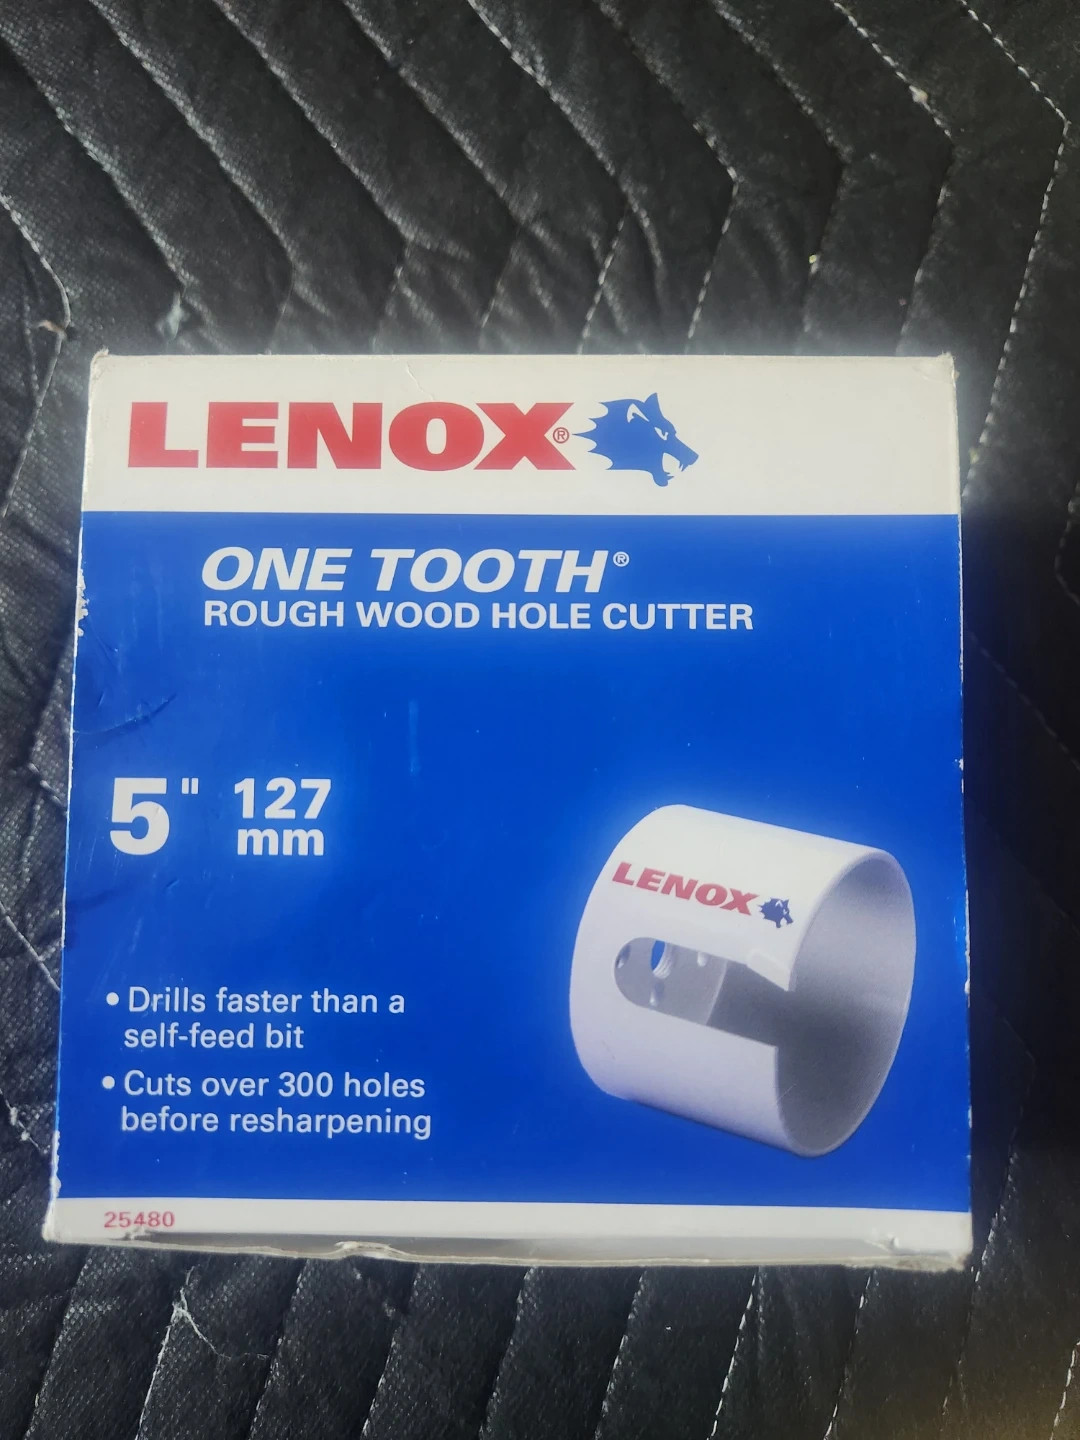 LENOX®
ONE TOOTH®
ROUGH WOOD HOLE CUTTER
5" 127
mm
LENOX
• Drills faster than a
self-feed bit
• Cuts over 300 holes
before resharpening
25480